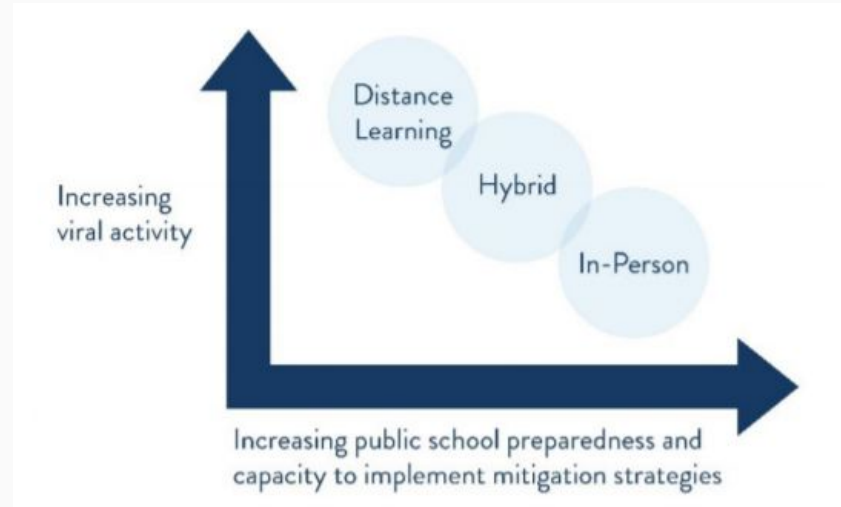 Distance
Learning
Hybrid
Increasing
viral activity
In-Person
Increasing public school preparedness and
capacity to implement mitigation strategies